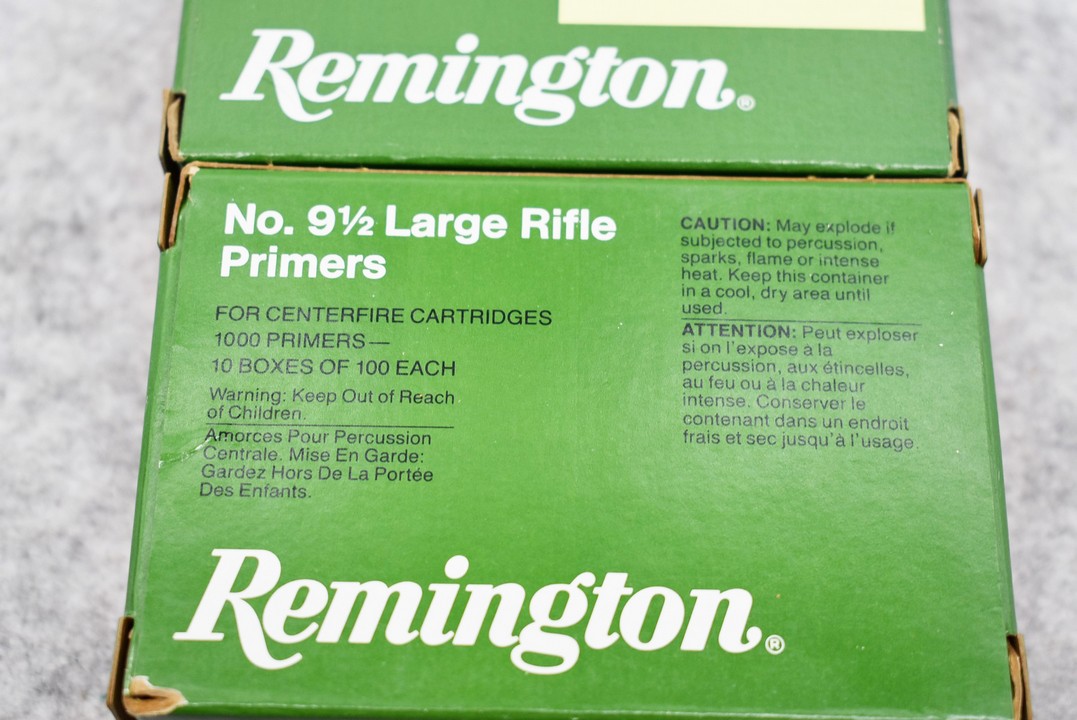 Remington®
No. 9½ Large Rifle
Primers
FOR CENTERFIRE CARTRIDGES
1000 PRIMERS—
10 BOXES OF 100 EACH
Warning: Keep Out of Reach
of Children.
Amorces Pour Percussion
Centrale. Mise En Garde:
Gardez Hors De La Portée
Des Enfants.
CAUTION: May explode if
subjected to percussion,
sparks, flame or intense
heat. Keep this container
in a cool, dry area until
used.
ATTENTION: Peut exploser
si on l'expose à la
percussion, aux étincelles,
au feu ou à la chaleur
intense. Conserver le
contenant dans un endroit
frais et sec jusqu'à l'usage.
Remington®